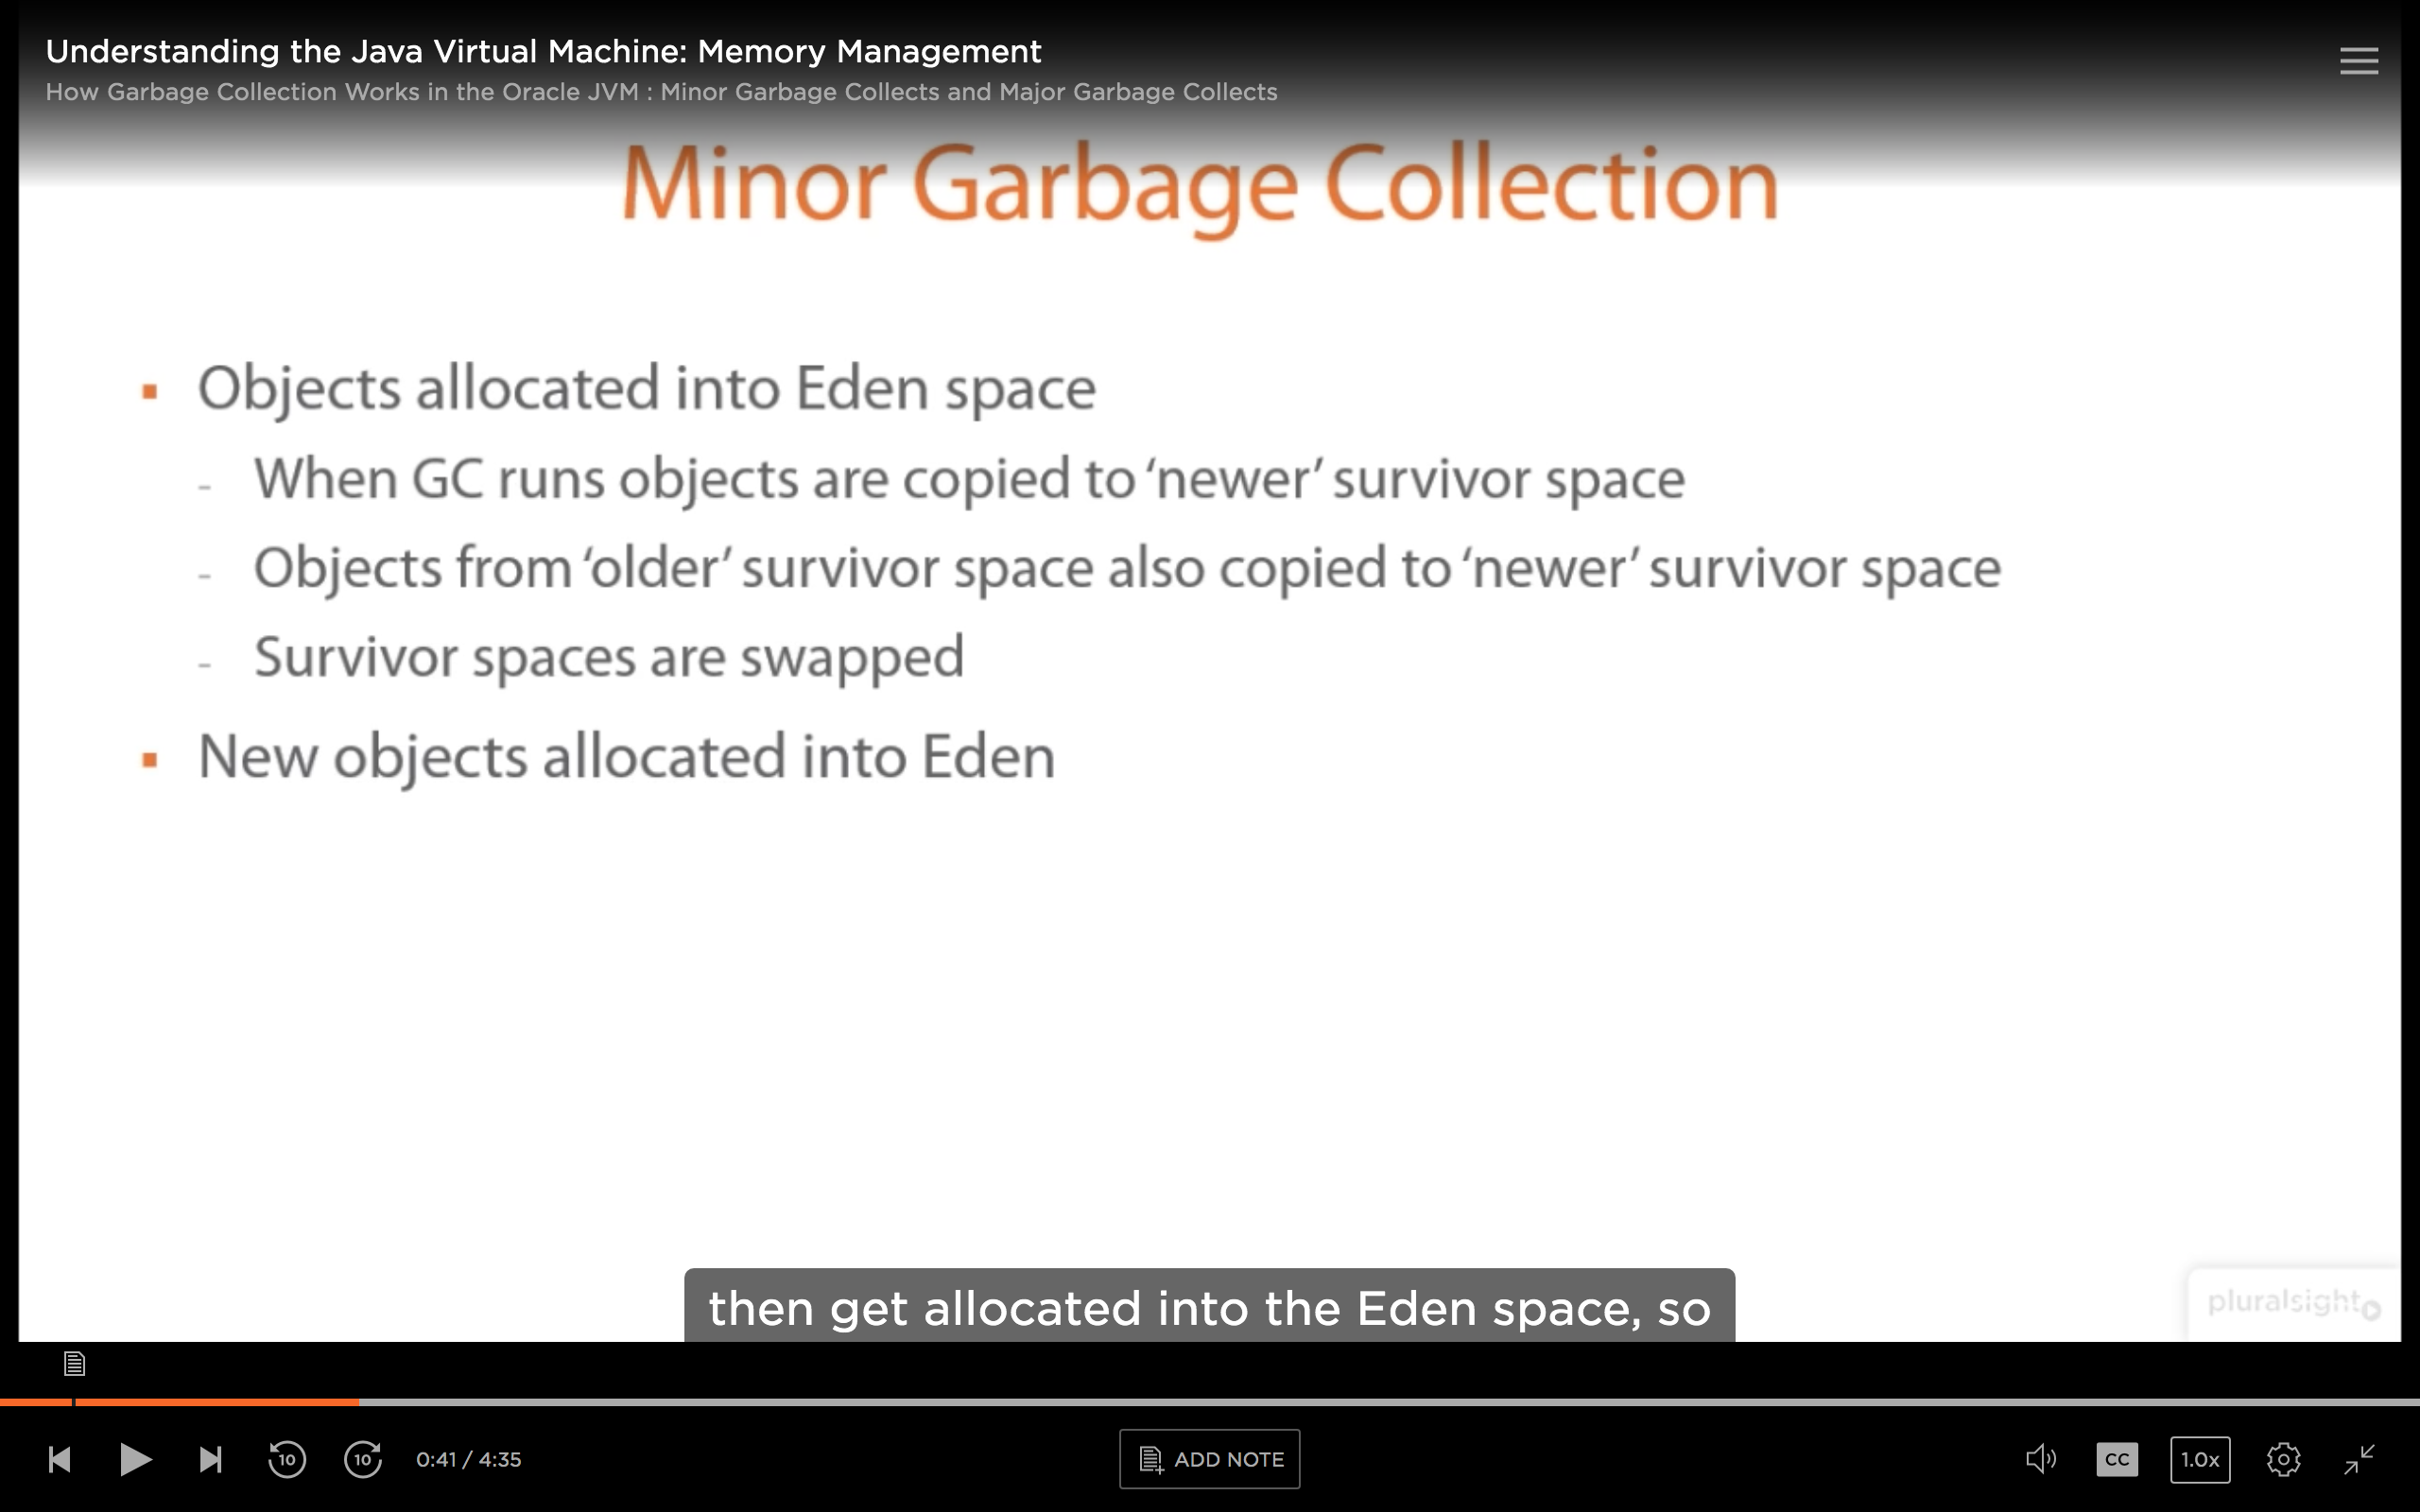 Understanding the Java Virtual Machine: Memory Management
How Garbage Collection Works in the Oracle JVM : Minor Garbage Collects and Major Garbage Collects
Minor Garbage Collection
▪ Objects allocated into Eden space
- When GC runs objects are copied to ‘newer’ survivor space
- Objects from ‘older’ survivor space also copied to ‘newer’ survivor space
- Survivor spaces are swapped
▪ New objects allocated into Eden
then get allocated into the Eden space, so
pluralsight
10 10 0:41 / 4:35 ADD NOTE CC 1.0x